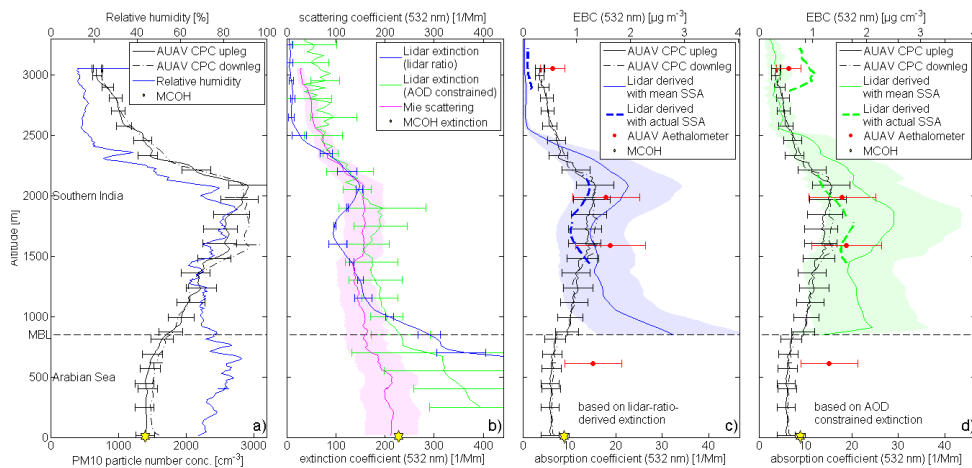 Relative humidity [%]
0 20 40 60 80 100
AUAV CPC upleg
AUAV CPC downleg
Relative humidity
MCOH
3000
2500
2000
1500
1000
MBL
500
0
Southern India
Arabian Sea
Altitude [m]
a)
0 1000 2000 3000
PM10 particle number conc. [cm-3]
scattering coefficient (532 nm) [1/Mm]
0 100 200 300 400
Lidar extinction
(lidar ratio)
Lidar extinction
(AOD constrained)
Mie scattering
MCOH extinction
b)
100 200 300 400
extinction coefficient (532 nm) [1/Mm]
EBC (532 nm) [µg m-3]
0 1 2 3 4
AUAV CPC upleg
AUAV CPC downleg
Lidar derived
with mean SSA
Lidar derived
with actual SSA
AUAV Aethalometer
MCOH
based on lidar-ratio-
derived extinction
c)
0 20 40
absorption coefficient (532 nm) [1/Mm]
EBC (532 nm) [µg cm-3]
0 1 2 3 4
AUAV CPC upleg
AUAV CPC downleg
Lidar derived
with mean SSA
Lidar derived
with actual SSA
AUAV Aethalometer
MCOH
based on AOD
constrained extinction
d)
0 20 40
absorption coefficient (532 nm) [1/Mm]